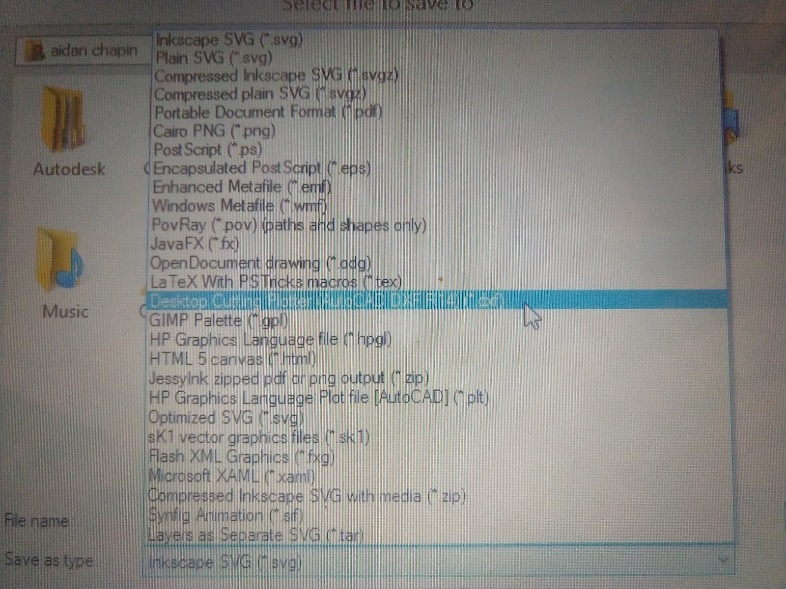 Select file to save to
aidan chapin
Inkscape SVG (*.svg)
Plain SVG (*.svg)
Compressed Inkscape SVG (*.svgz)
Compressed plain SVG (*.svgz)
Portable Document Format (*.pdf)
Cairo PNG (*.png)
PostScript (*.ps)
Encapsulated PostScript (*.eps)
Enhanced Metafile (*.emf)
Windows Metafile (*.wmf)
PovRay (*.pov) (paths and shapes only)
JavaFX (*.fx)
OpenDocument drawing (*.odg)
LaTeX With PSTricks macros (*.tex)
Desktop Cutting Plotter (AutoCAD DXF R14) (*.dxf)
GIMP Palette (*.gpl)
HP Graphics Language file (*.hpgl)
HTML 5 canvas (*.html)
JessyInk zipped pdf or png output (*.zip)
HP Graphics Language Plot file [AutoCAD] (*.plt)
Optimized SVG (*.svg)
sK1 vector graphics files (*.sk1)
Flash XML Graphics (*.fxg)
Microsoft XAML (*.xaml)
Compressed Inkscape SVG with media (*.zip)
Synfig Animation (*.sif)
Layers as Separate SVG (*.tar)
Autodesk
ks
Music
File name
Save as type
Inkscape SVG (*.svg)